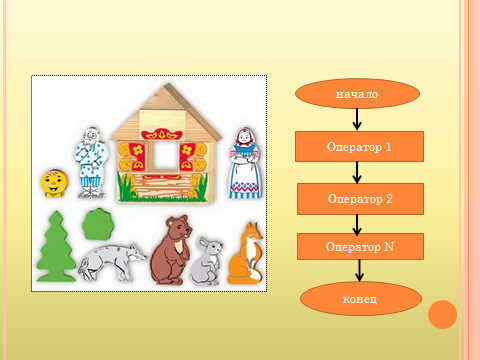 начало
Оператор 1
Оператор 2
Оператор N
конец